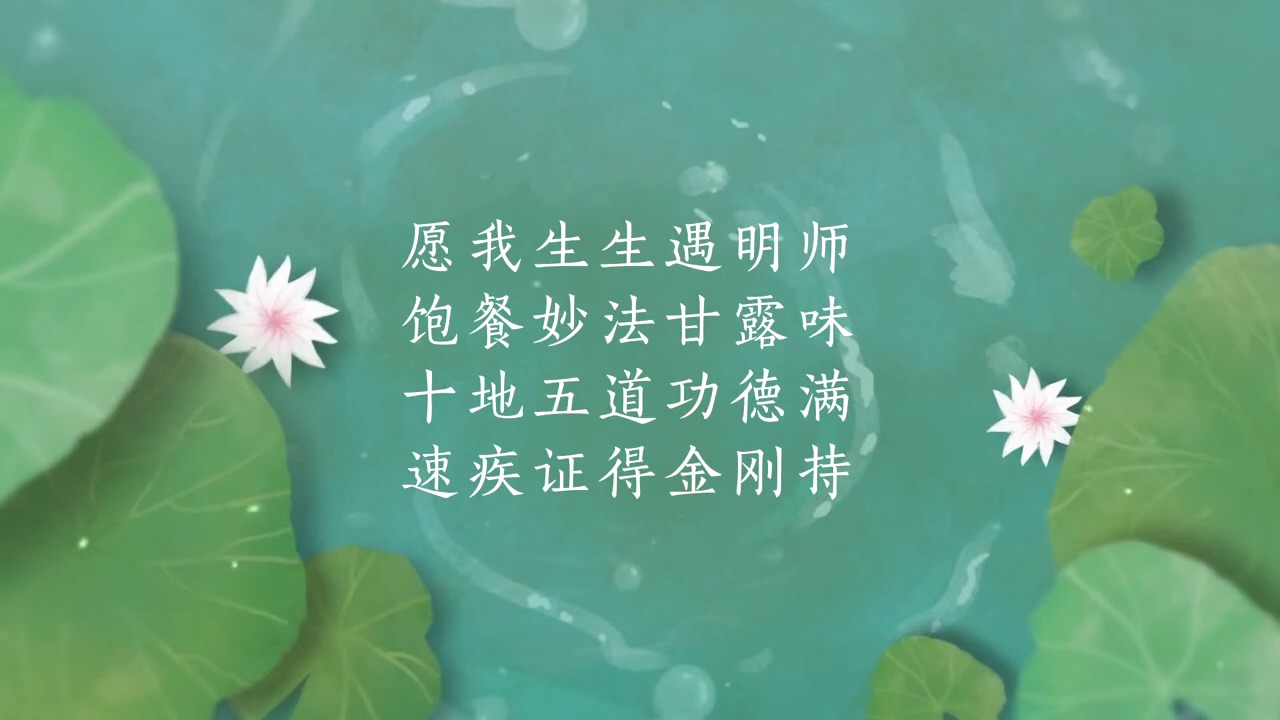 愿我生生遇明师
饱餐妙法甘露味
十地五道功德满
速疾证得金刚持